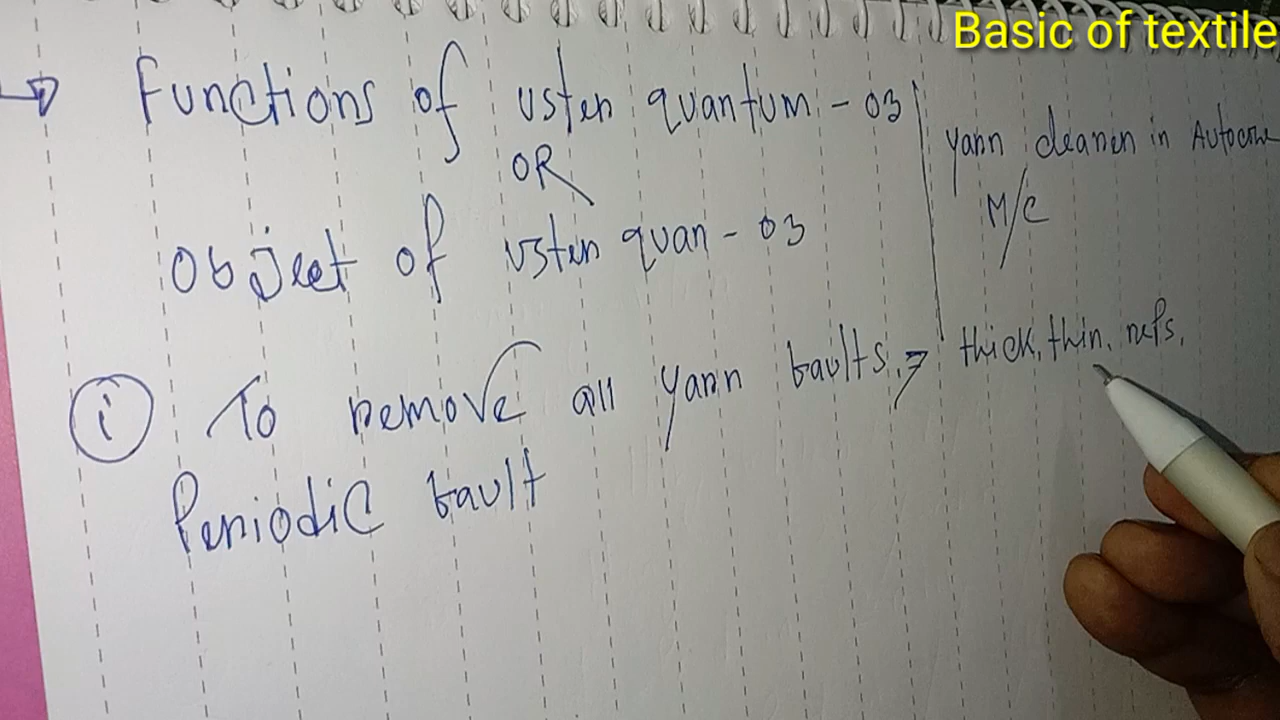 Basic of textile
→ Functions of uster quantum - 03
OR
Object of uster quan - 03
yarn cleaner in Autocone
M/c
(i) To remove all yarn faults. → thick, thin, neps,
Periodic fault